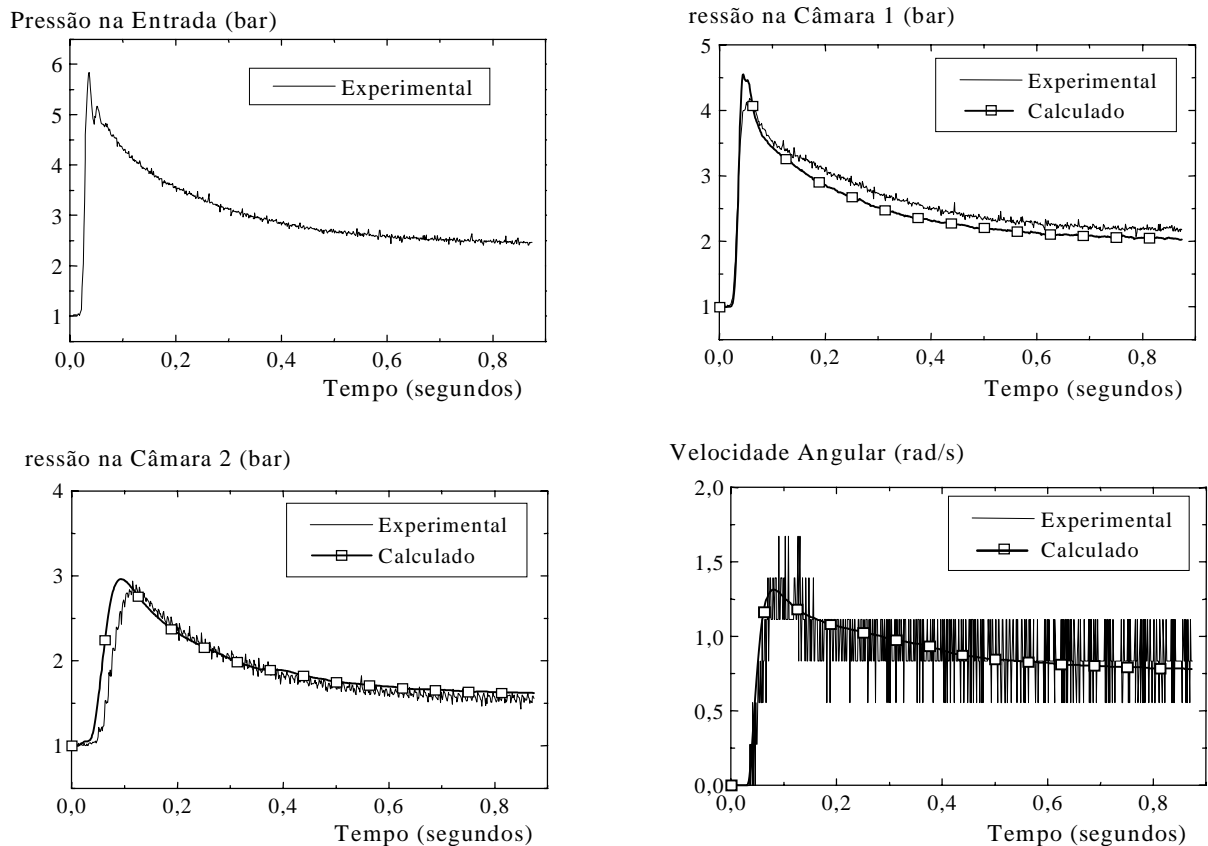 Pressão na Entrada (bar)
6
5
4
3
2
1
0,0 0,2 0,4 0,6 0,8
Experimental
Tempo (segundos)
ressão na Câmara 1 (bar)
5
4
3
2
1
0,0 0,2 0,4 0,6 0,8
Experimental
Calculado
Tempo (segundos)
ressão na Câmara 2 (bar)
4
3
2
1
0,0 0,2 0,4 0,6 0,8
Experimental
Calculado
Tempo (segundos)
Velocidade Angular (rad/s)
2,0
1,5
1,0
0,5
0,0
0,0 0,2 0,4 0,6 0,8
Experimental
Calculado
Tempo (segundos)